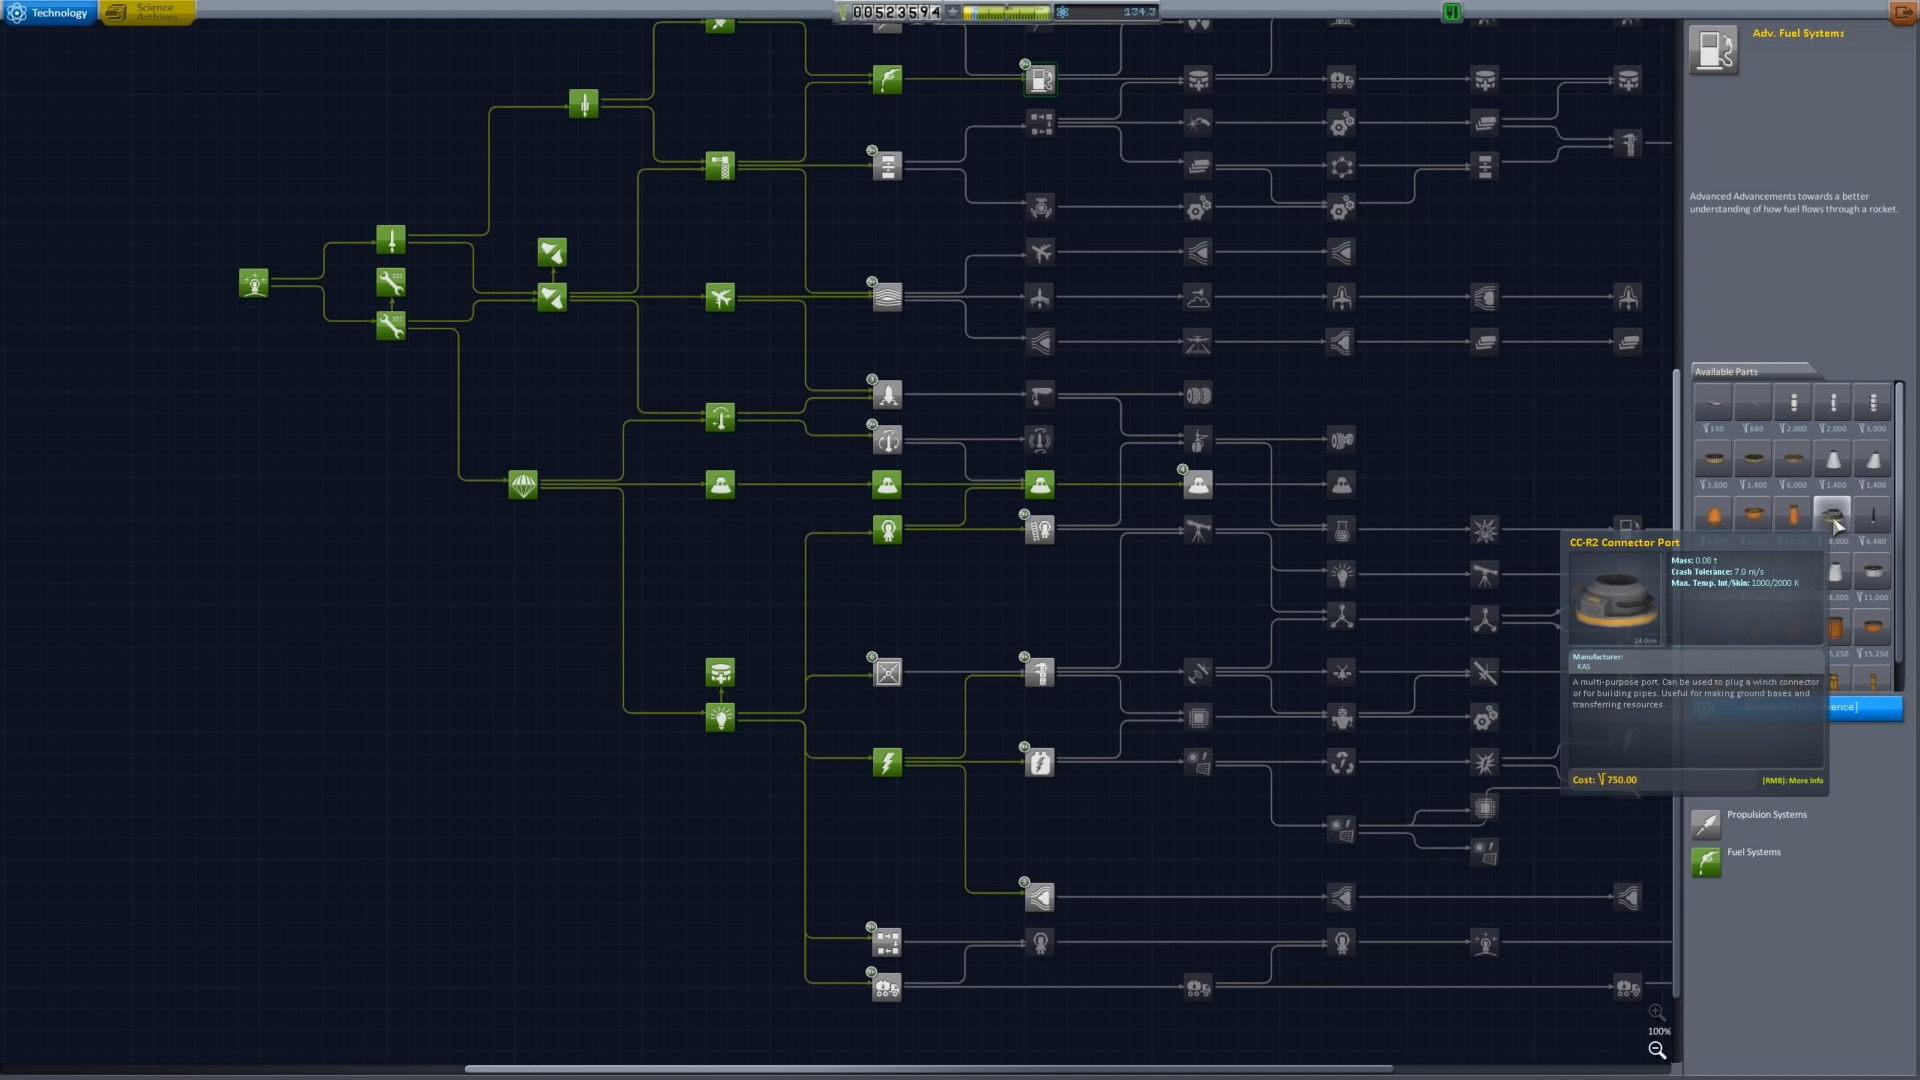 Technology
Science
Archives
00523594
134.3
Adv. Fuel Systems
Advanced Advancements towards a better
understanding of how fuel flows through a rocket.
Available Parts
130
680
2,000
2,000
3,000
3,600
1,400
6,000
1,400
1,400
6,480
CC-R2 Connector Port
Mass: 0.08 t
Crash Tolerance: 7.0 m/s
Max. Temp. Int/Skin: 1000/2000 K
11,000
15,250
Manufacturer:
KAS
A multi-purpose port. Can be used to plug a winch connector
or for building pipes. Useful for making ground bases and
transferring resources.
Cost: 750.00
[RMB]: More Info
Propulsion Systems
Fuel Systems
100%